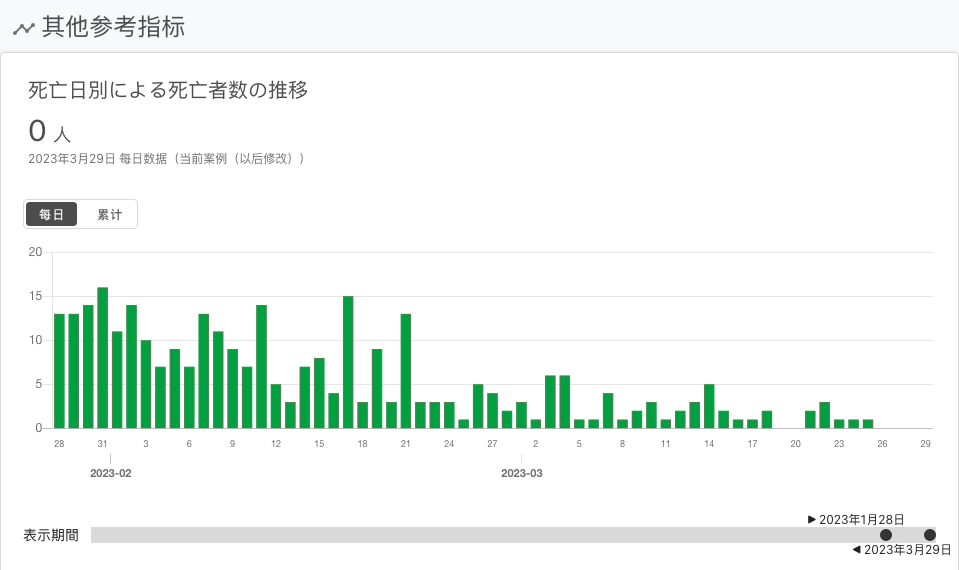 其他参考指标
死亡日別による死亡者数の推移
0 人
2023年3月29日 每日数据（当前案例（以后修改））
每日 累计
20
15
10
5
0
28 31 3 6 9 12 15 18 21 24 27 2 5 8 11 14 17 20 23 26 29
2023-02 2023-03
▶ 2023年1月28日
表示期間
◀ 2023年3月29日